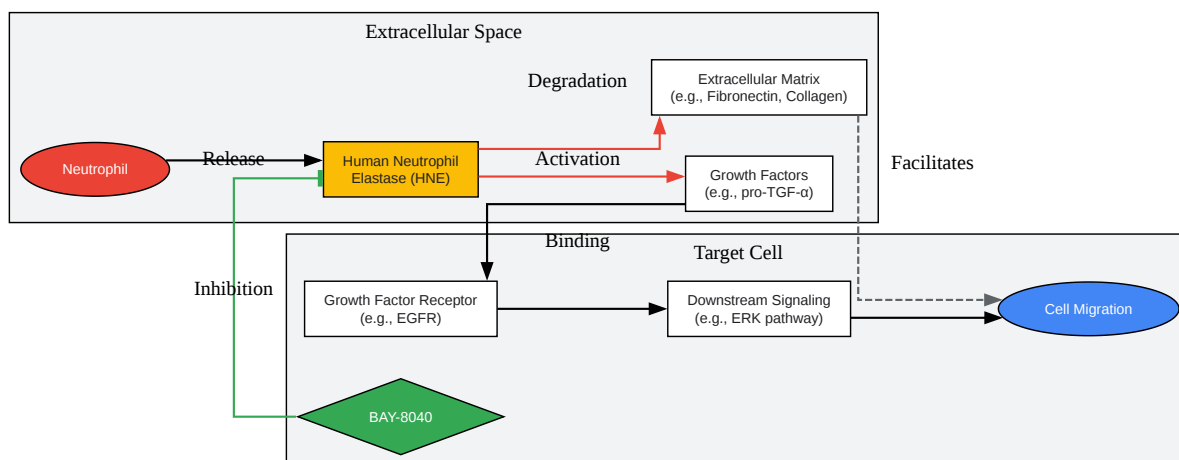 Extracellular Space
Degradation
Extracellular Matrix
(e.g., Fibronectin, Collagen)
Neutrophil
Release
Human Neutrophil
Elastase (HNE)
Activation
Growth Factors
(e.g., pro-TGF-α)
Facilitates
Binding
Target Cell
Inhibition
Growth Factor Receptor
(e.g., EGFR)
Downstream Signaling
(e.g., ERK pathway)
Cell Migration
BAY-8040